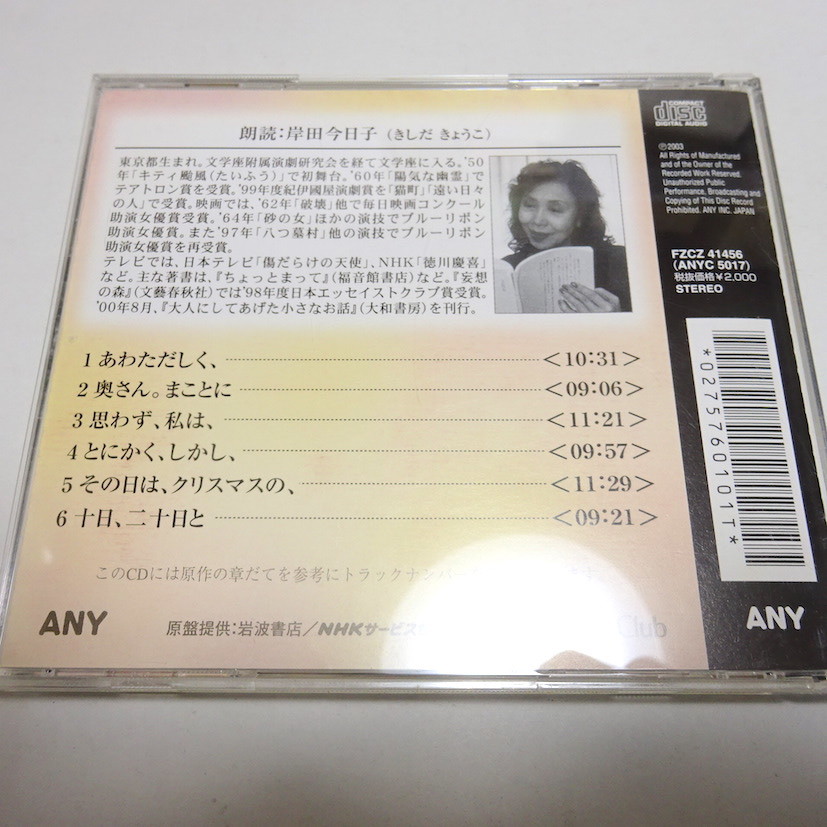 朗読：岸田今日子（きしだ きょうこ）
東京都生まれ。文学座附属演劇研究会を経て文学座に入る。'50
年「キティ颱風（たいふう）」で初舞台。'60年「陽気な幽霊」で
テアトロン賞を受賞。'99年度紀伊國屋演劇賞を「猫町」「遠い日々
の人」で受賞。映画では、'62年「破壊」他で毎日映画コンクール
助演女優賞受賞。'64年「砂の女」ほかの演技でブルーリボン
助演女優賞。また'97年「八つ墓村」他の演技でブルーリボン
助演女優賞を再受賞。
テレビでは、日本テレビ「傷だらけの天使」、NHK「徳川慶喜」
など。主な著書は、『ちょっとまって』（福音館書店）など。『妄想
の森』（文藝春秋社）では'98年度日本エッセイストクラブ賞受賞。
'00年8月、『大人にしてあげた小さなお話』（大和書房）を刊行。
1 あわただしく、 <10:31>
2 奥さん。まことに <09:06>
3 思わず、私は、 <11:21>
4 とにかく、しかし、 <09:57>
5 その日は、クリスマスの、 <11:29>
6 十日、二十日と <09:21>
このCDには原作の章だてを参考にトラックナンバー す。
ANY
原盤提供：岩波書店／NHKサービス
Club
COMPACT
disc
DIGITAL AUDIO
Ⓟ2003
All Rights of Manufactured
and of the Owner of the
Recorded Work Reserved.
Unauthorized Public
Performance, Broadcasting and
Copying of This Disc Record
Prohibited. ANY INC. JAPAN
FZCZ 41456
(ANYC 5017)
税抜価格¥2,000
STEREO
*0275760101T*
ANY